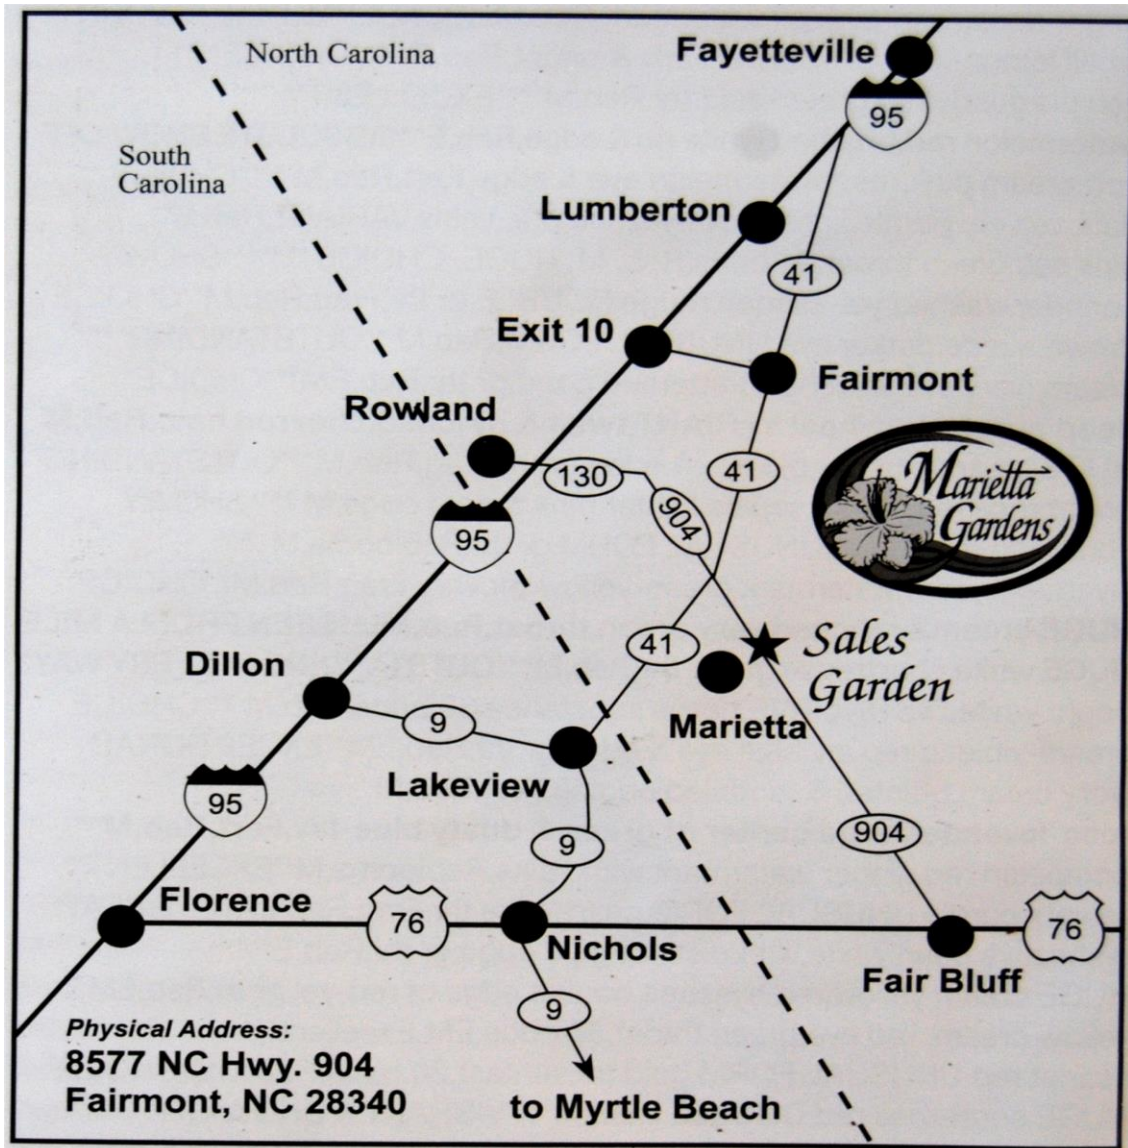 North Carolina
Fayetteville
95
South
Carolina
Lumberton
41
Exit 10
Fairmont
Rowland
130
41
904
Marietta
Gardens
95
41
Sales
Garden
Dillon
9
Marietta
Lakeview
95
9
904
Florence
76
76
Nichols
Fair Bluff
9
Physical Address:
8577 NC Hwy. 904
Fairmont, NC 28340
to Myrtle Beach